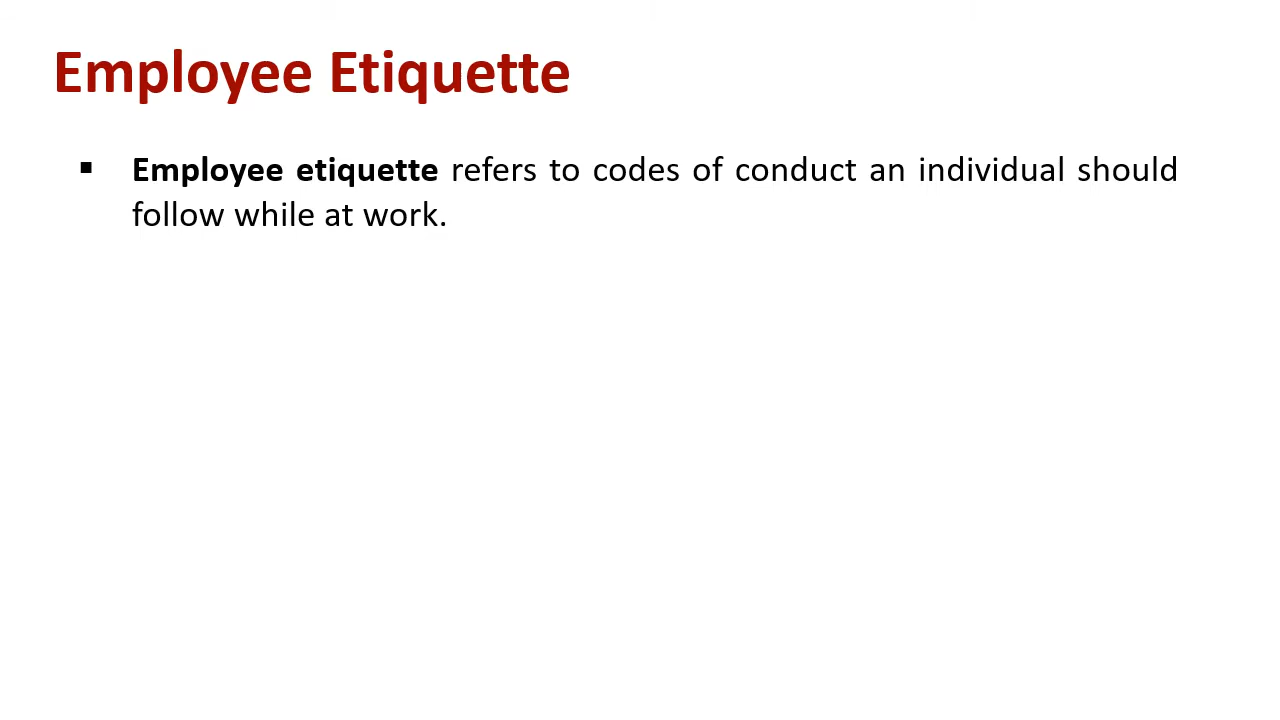 Employee Etiquette
▪ Employee etiquette refers to codes of conduct an individual should
follow while at work.